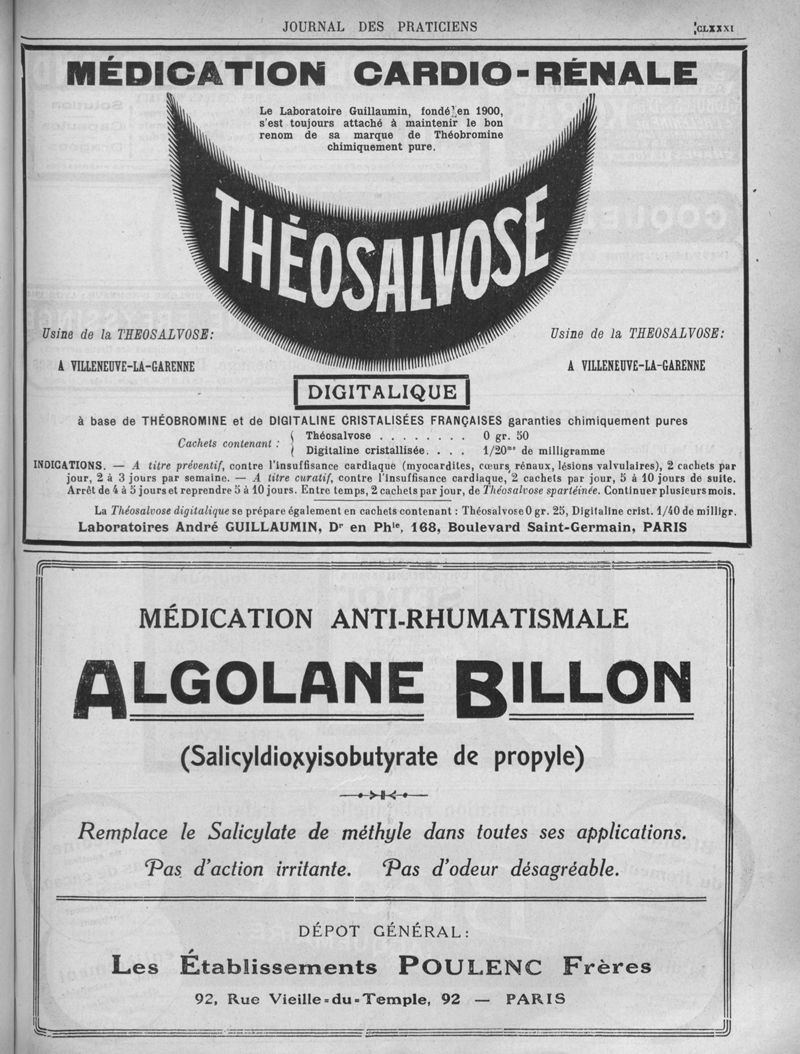 JOURNAL DES PRATICIENS
CLXXXI
MÉDICATION CARDIO-RÉNALE
Le Laboratoire Guillaumin, fondé en 1900,
s'est toujours attaché à maintenir le bon
renom de sa marque de Théobromine
chimiquement pure.
THÉOSALVOSE
Usine de la THEOSALVOSE:
A VILLENEUVE-LA-GARENNE
Usine de la THEOSALVOSE:
A VILLENEUVE-LA-GARENNE
DIGITALIQUE
à base de THÉOBROMINE et de DIGITALINE CRISTALISÉES FRANÇAISES garanties chimiquement pures
Cachets contenant :
Théosalvose . . . . . . . . 0 gr. 50
Digitaline cristallisée. . . . 1/20me de milligramme
INDICATIONS. — A titre préventif, contre l'insuffisance cardiaque (myocardites, cœurs rénaux, lésions valvulaires), 2 cachets par
jour, 2 à 3 jours par semaine. — A titre curatif, contre l'insuffisance cardiaque, 2 cachets par jour, 5 à 10 jours de suite.
Arrêt de 4 à 5 jours et reprendre 5 à 10 jours. Entre temps, 2 cachets par jour, de Théosalvose spartéinée. Continuer plusieurs mois.
La Théosalvose digitalique se prépare également en cachets contenant : Théosalvose 0 gr. 25, Digitaline crist. 1/40 de milligr.
Laboratoires André GUILLAUMIN, Dr en Phie, 168, Boulevard Saint-Germain, PARIS
MÉDICATION ANTI-RHUMATISMALE
ALGOLANE BILLON
(Salicyldioxyisobutyrate de propyle)
Remplace le Salicylate de méthyle dans toutes ses applications.
Pas d'action irritante. Pas d'odeur désagréable.
DÉPOT GÉNÉRAL:
Les Établissements POULENC Frères
92, Rue Vieille-du-Temple, 92 — PARIS